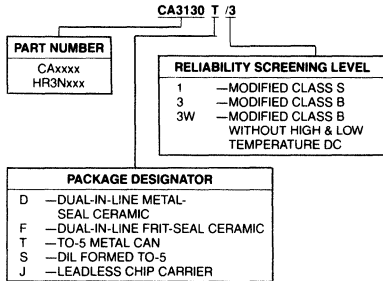 CA3130 T /3
PART NUMBER
CAxxxx
HR3Nxxx
RELIABILITY SCREENING LEVEL
1 —MODIFIED CLASS S
3 —MODIFIED CLASS B
3W —MODIFIED CLASS B
WITHOUT HIGH & LOW
TEMPERATURE DC
PACKAGE DESIGNATOR
D —DUAL-IN-LINE METAL-
SEAL CERAMIC
F —DUAL-IN-LINE FRIT-SEAL CERAMIC
T —TO-5 METAL CAN
S —DIL FORMED TO-5
J —LEADLESS CHIP CARRIER